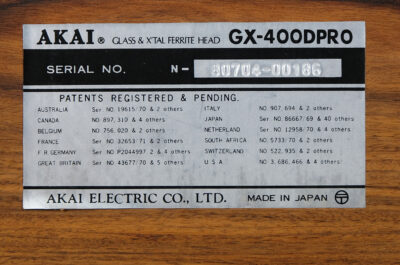 AKAI® GLASS & X'TAL FERRITE HEAD GX-400DPRO
SERIAL NO. N- 8070A-00186
PATENTS REGISTERED & PENDING.
AUSTRALIA Ser NO.19615/70 & 2 others ITALY NO 907,694 & 2 others
CANADA NO 897,310 & 4 others JAPAN Ser NO.86667/69 & 40 others
BELGIUM NO 756,020 & 2 others NETHERLAND Ser NO 12958/70 & 4 others
FRANCE Ser NO 32653/71 & 2 others SOUTH AFRICA NO 5733/70 & 2 others
F.R GERMANY Ser NO P2044997.2 & 4 others SWITZERLAND NO 522,935 & 2 others
GREAT BRITAIN Ser NO 43677/70 & 5 others U.S.A NO 3,686,466 & 4 others
AKAI ELECTRIC CO., LTD. MADE IN JAPAN